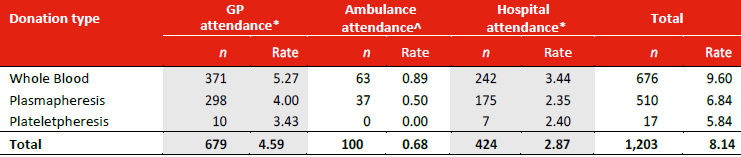 Donation type GP attendance* Ambulance attendance^ Hospital attendance* Total
n Rate n Rate n Rate n Rate
Whole Blood 371 5.27 63 0.89 242 3.44 676 9.60
Plasmapheresis 298 4.00 37 0.50 175 2.35 510 6.84
Plateletpheresis 10 3.43 0 0.00 7 2.40 17 5.84
Total 679 4.59 100 0.68 424 2.87 1,203 8.14